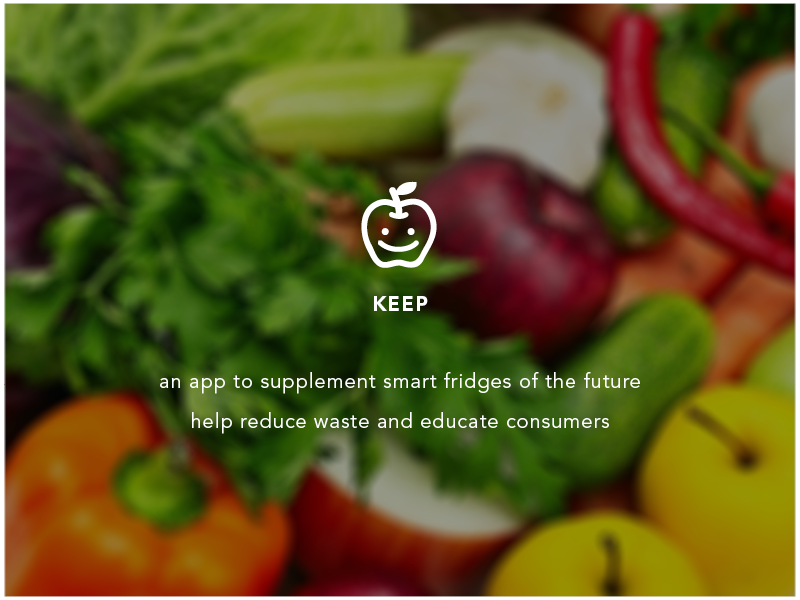 KEEP
an app to supplement smart fridges of the future
help reduce waste and educate consumers